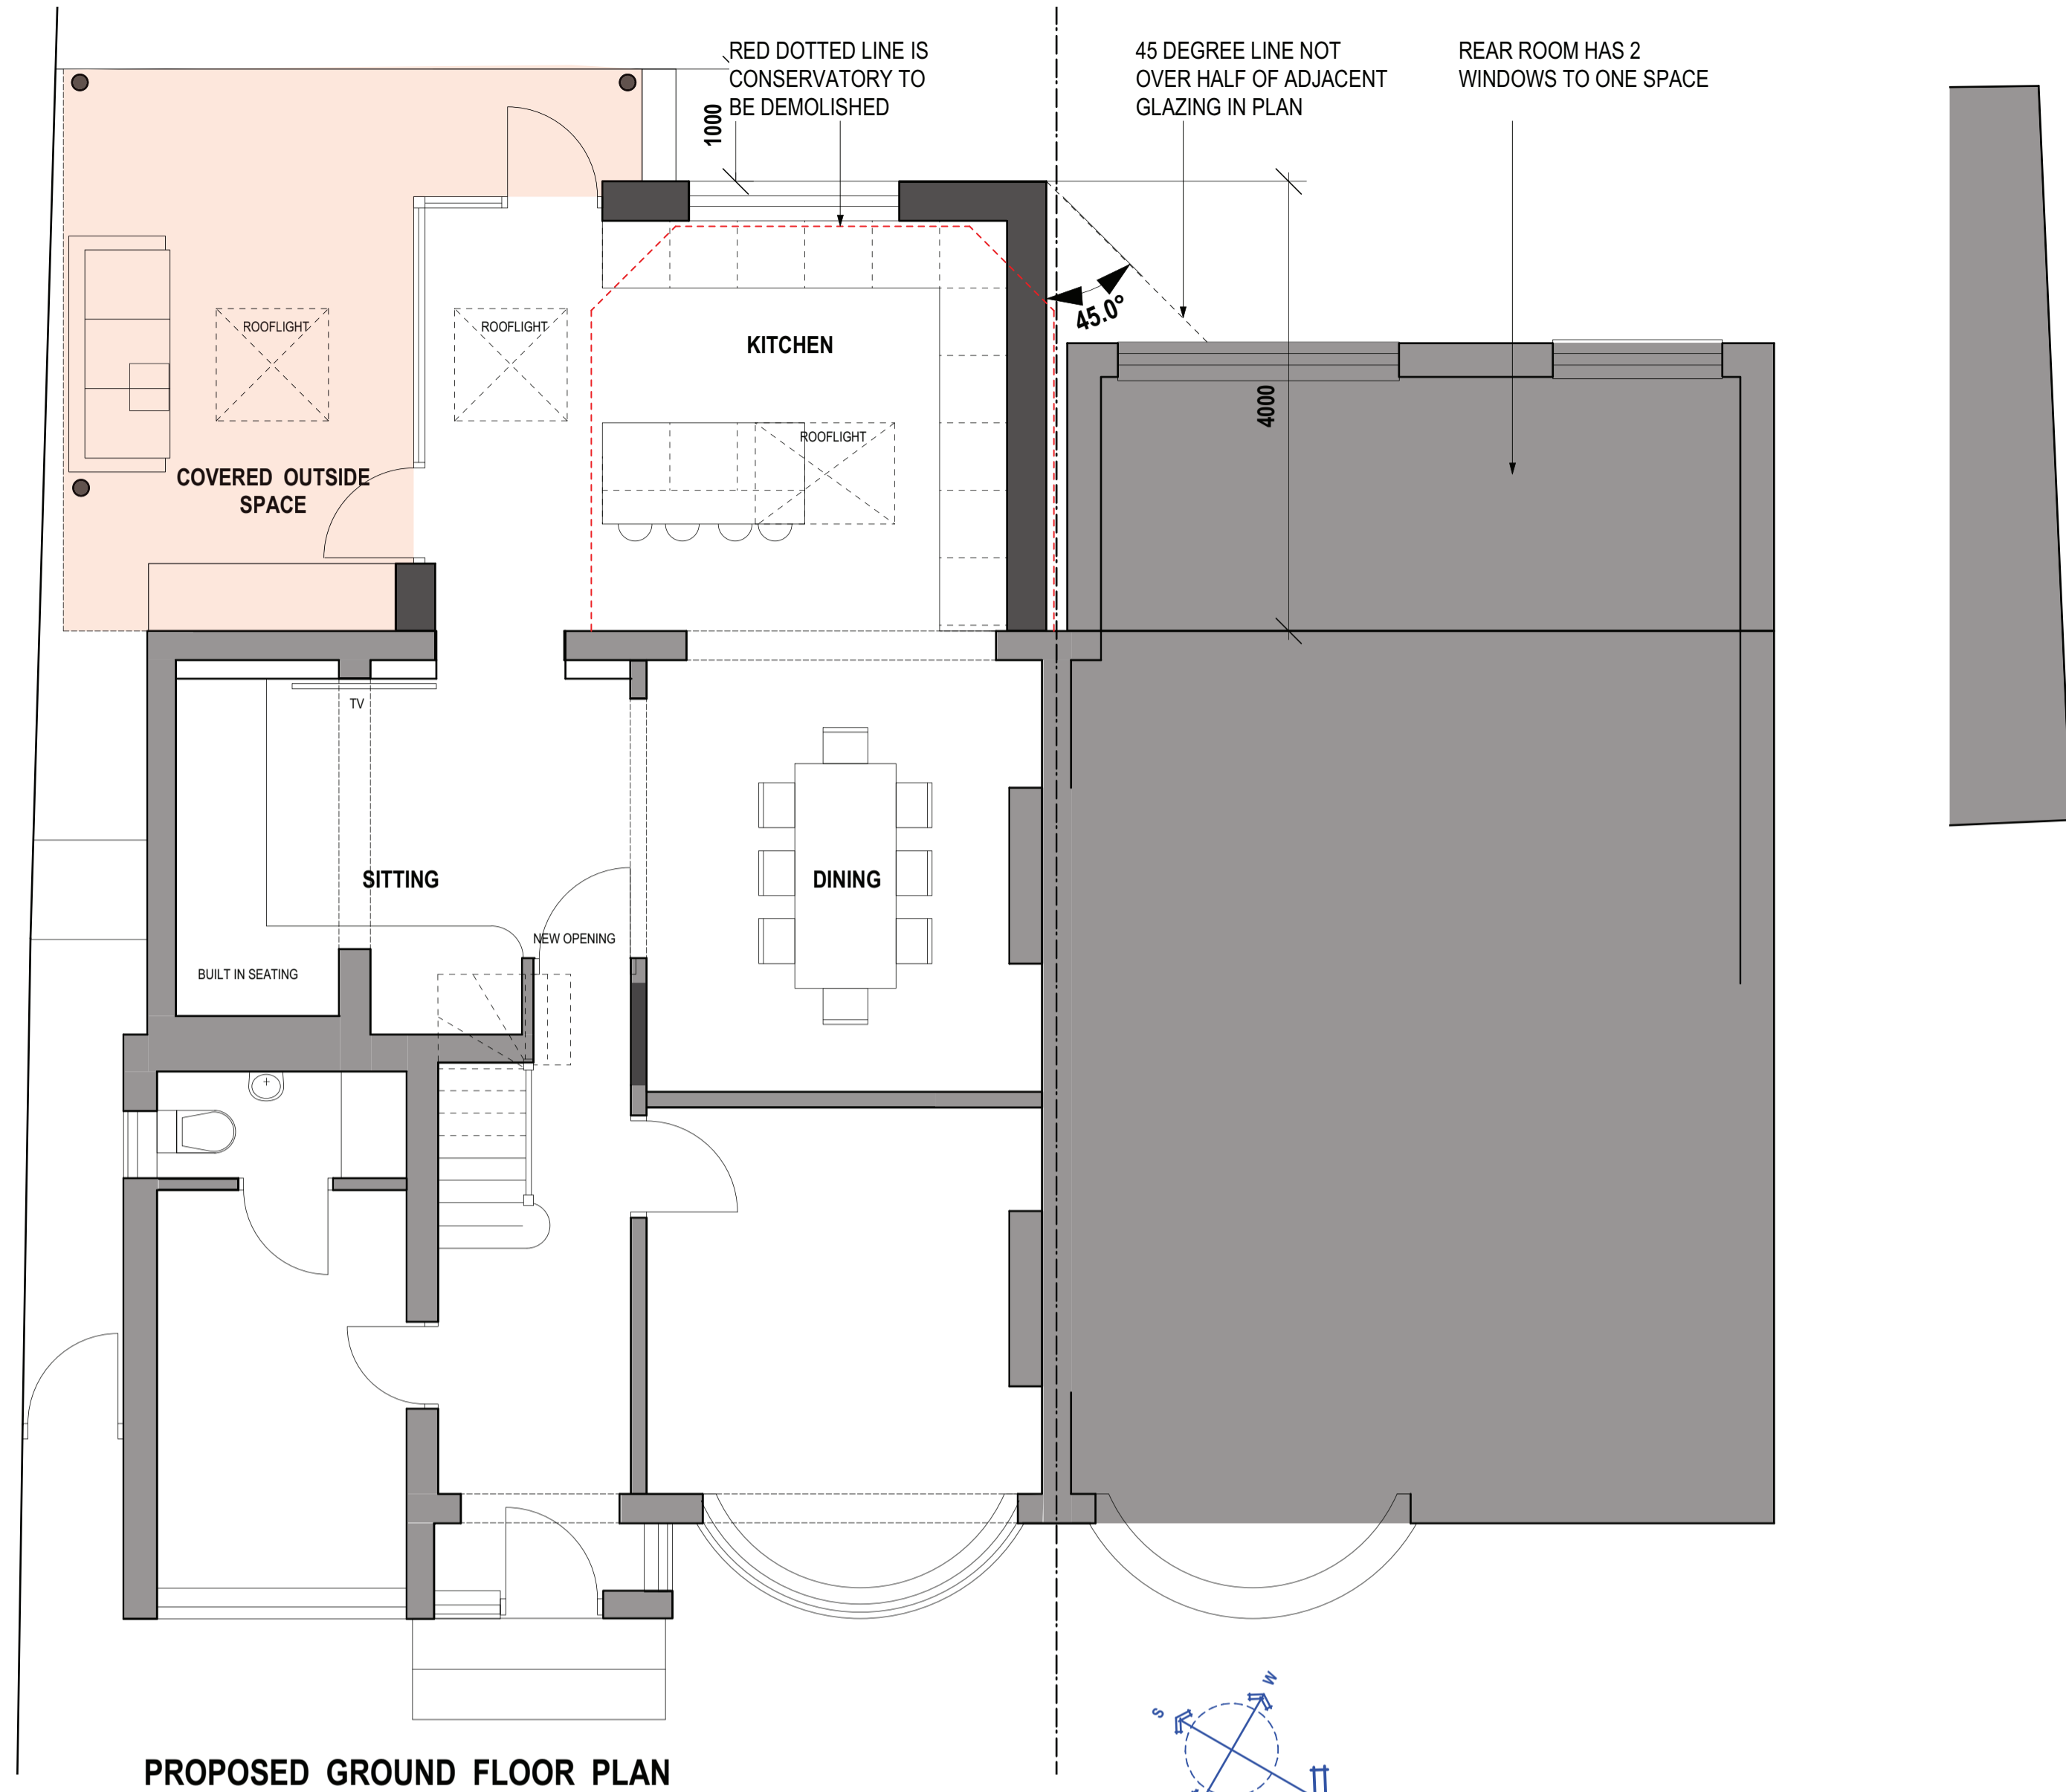 RED DOTTED LINE IS
CONSERVATORY TO
BE DEMOLISHED
45 DEGREE LINE NOT
OVER HALF OF ADJACENT
GLAZING IN PLAN
REAR ROOM HAS 2
WINDOWS TO ONE SPACE
1000
45.0°
ROOFLIGHT
ROOFLIGHT
KITCHEN
4000
ROOFLIGHT
COVERED OUTSIDE
SPACE
TV
SITTING
DINING
NEW OPENING
BUILT IN SEATING
W
S
PROPOSED GROUND FLOOR PLAN